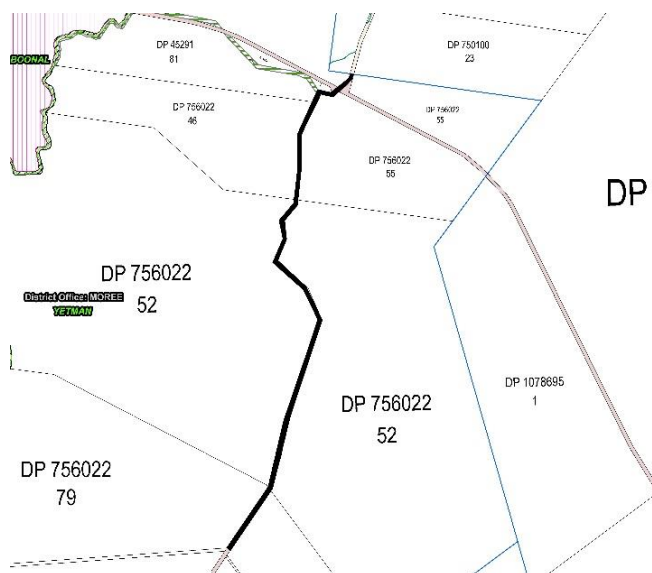 DP 45291
81
DP 750100
23
BOONAL
DP 756022
46
DP 756022
55
DP 756022
55
DP
DP 756022
52
District Office: MOREE
YETMAN
DP 1078695
1
DP 756022
52
DP 756022
79